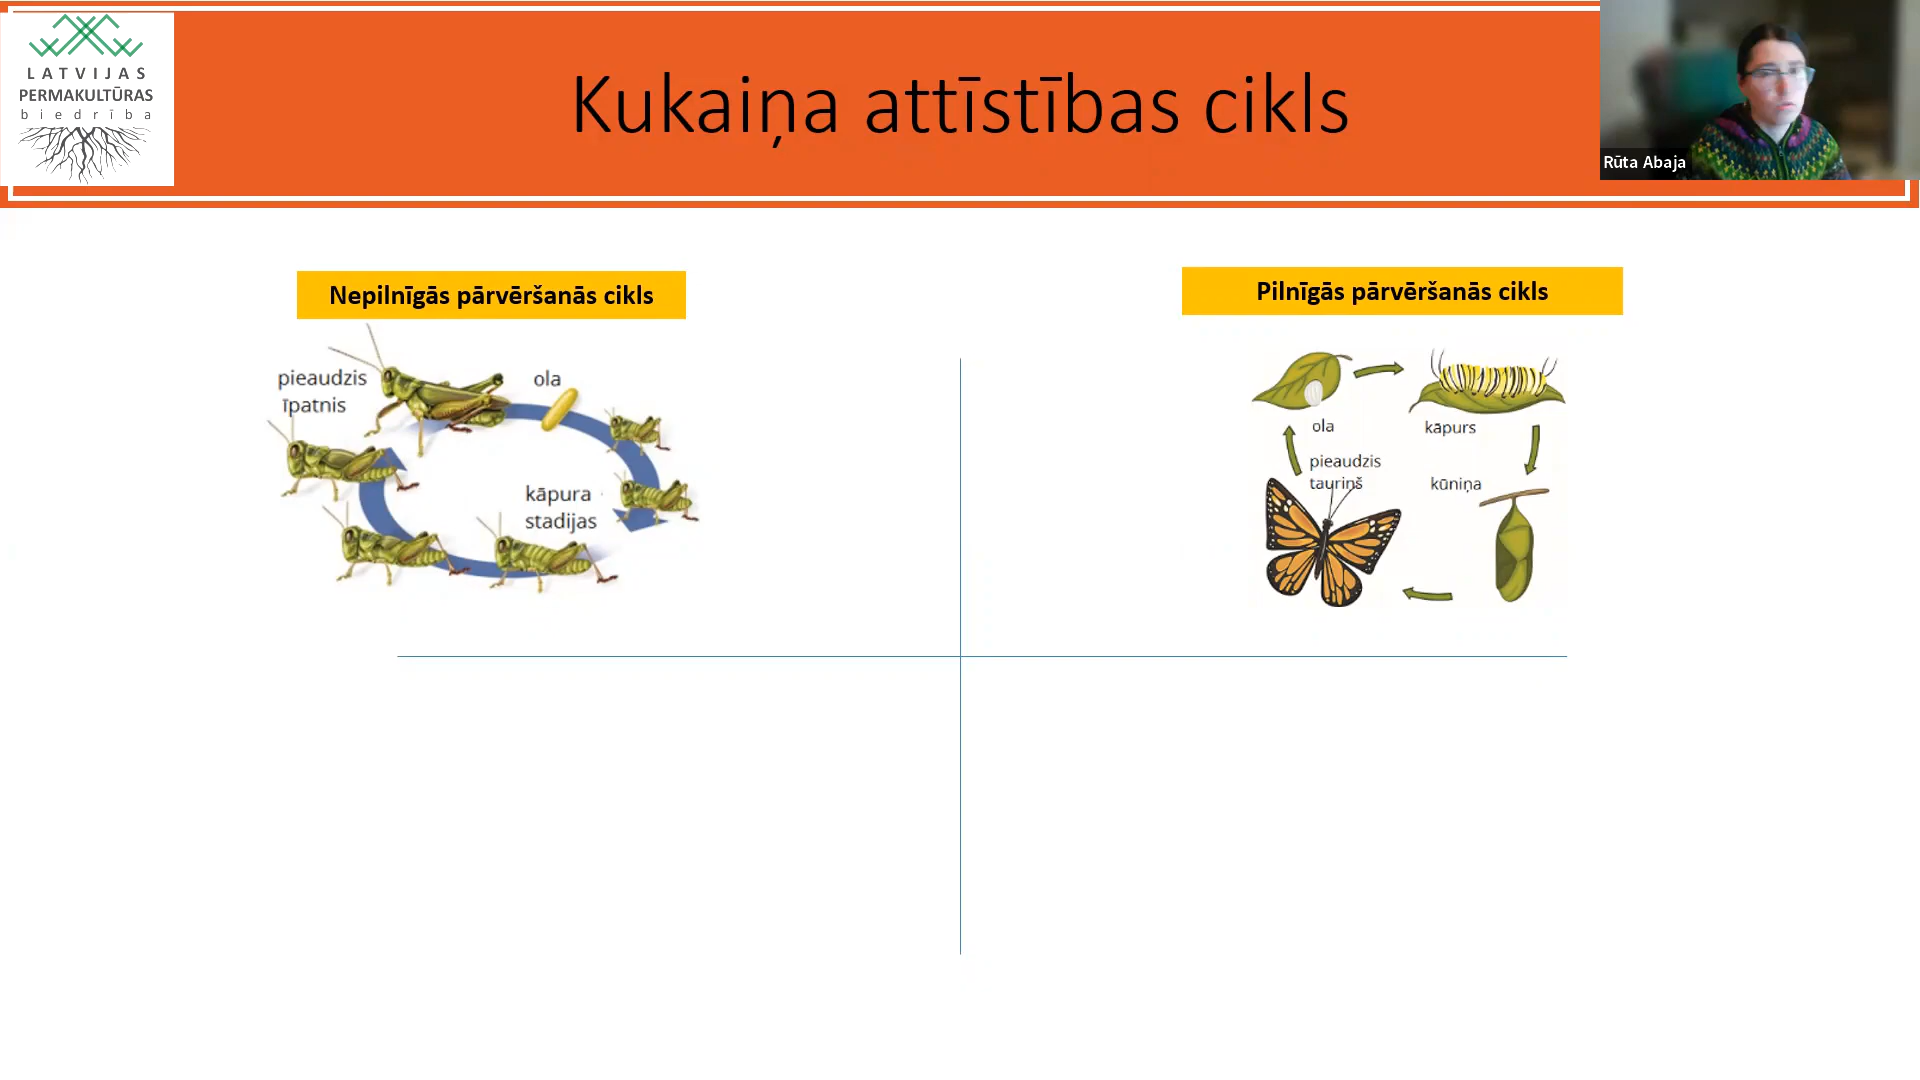 LATVIJAS
PERMAKULTŪRAS
biedrība
Kukaiņa attīstības cikls
Rūta Abaja
Nepilnīgās pārvēršanās cikls
pieaudzis
īpatnis
ola
kāpura
stadijas
Pilnīgās pārvēršanās cikls
ola
kāpurs
pieaudzis
tauriņš
kūniņa